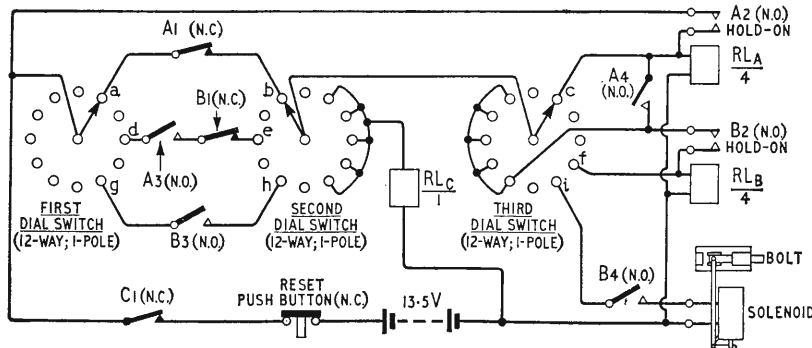 A2 (N.O.)
HOLD-ON
A1 (N.C)
RLA/4
A4 (N.O.)
a
b
c
B1 (N.C.)
d
e
f
A3 (N.O.)
B2 (N.O)
HOLD-ON
RLB/4
g
h
i
RLC/1
FIRST DIAL SWITCH (12-WAY; 1-POLE)
B3 (N.O.)
SECOND DIAL SWITCH (12-WAY; 1-POLE)
THIRD DIAL SWITCH (12-WAY; 1-POLE)
BOLT
B4 (N.O.)
SOLENOID
C1 (N.C.)
RESET PUSH BUTTON (N.C)
13·5V